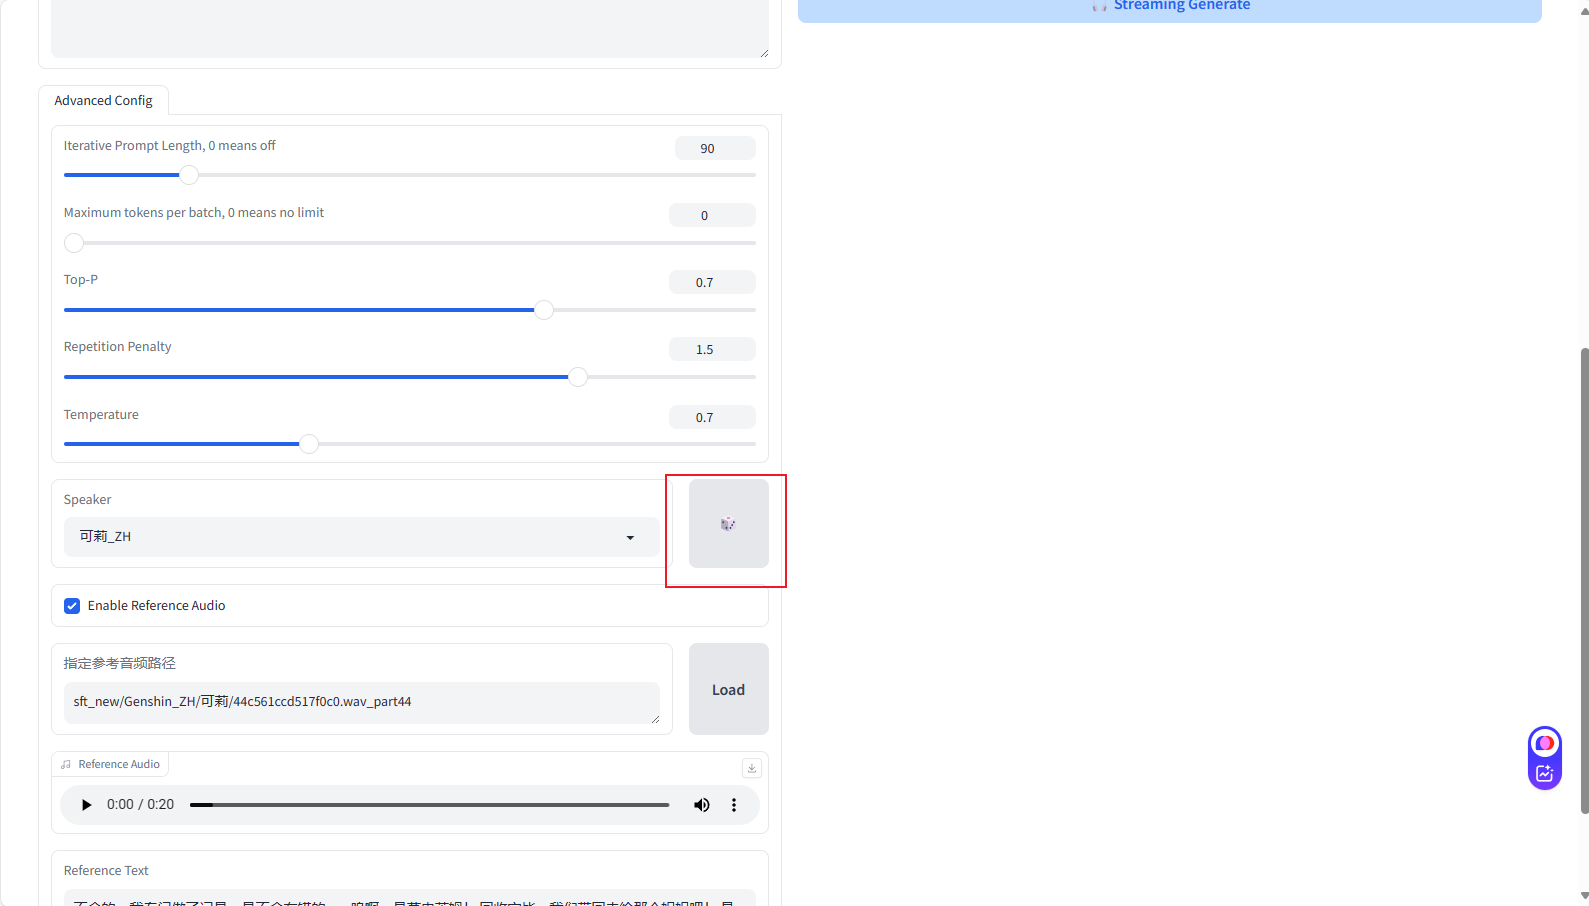 Streaming Generate
Advanced Config
Iterative Prompt Length, 0 means off
90
Maximum tokens per batch, 0 means no limit
0
Top-P
0.7
Repetition Penalty
1.5
Temperature
0.7
Speaker
可莉_ZH
Enable Reference Audio
指定参考音频路径
sft_new/Genshin_ZH/可莉/44c561ccd517f0c0.wav_part44
Load
Reference Audio
0:00 / 0:20
Reference Text